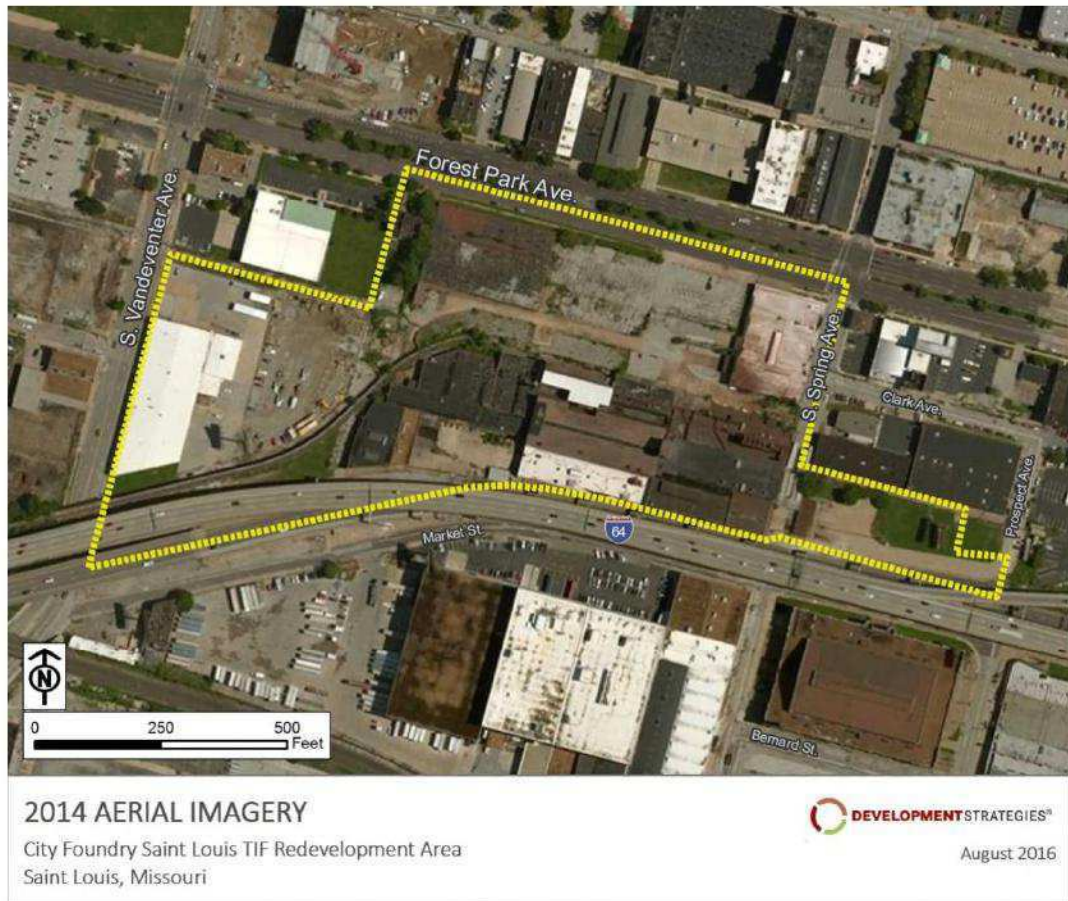 Forest Park Ave.
S. Vandeventer Ave.
S. Spring Ave.
Clark Ave.
Prospect Ave.
64
Market St.
Bernard St.
N
0 250 500
Feet
2014 AERIAL IMAGERY
City Foundry Saint Louis TIF Redevelopment Area
Saint Louis, Missouri
DEVELOPMENTSTRATEGIES®
August 2016